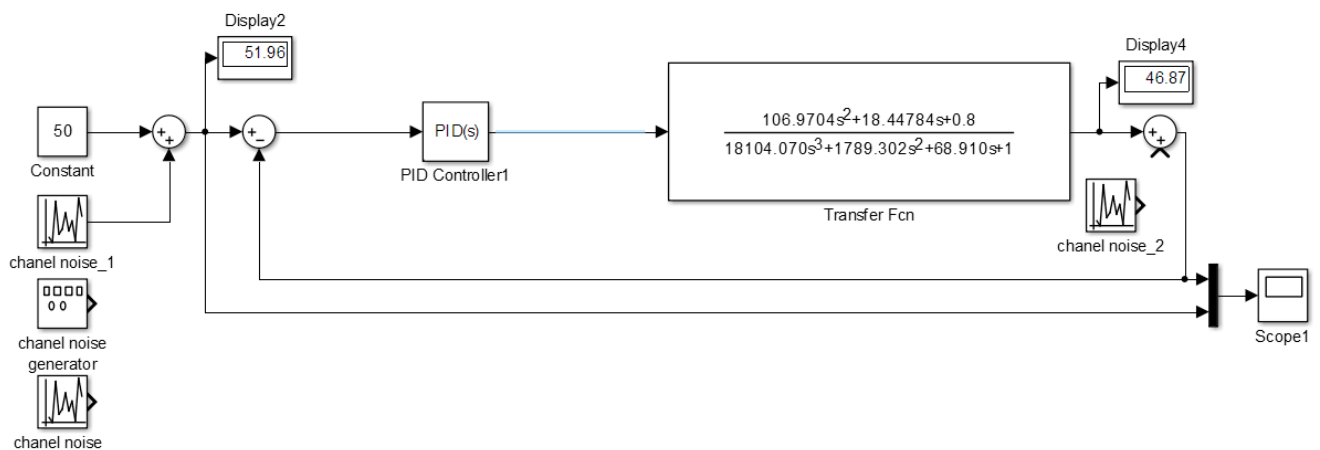 Display2
51.96
Display4
46.87
50
Constant
PID(s)
PID Controller1
106.9704s²+18.44784s+0.8
18104.070s³+1789.302s²+68.910s+1
Transfer Fcn
chanel noise_1
chanel noise_2
chanel noise
generator
chanel noise
Scope1